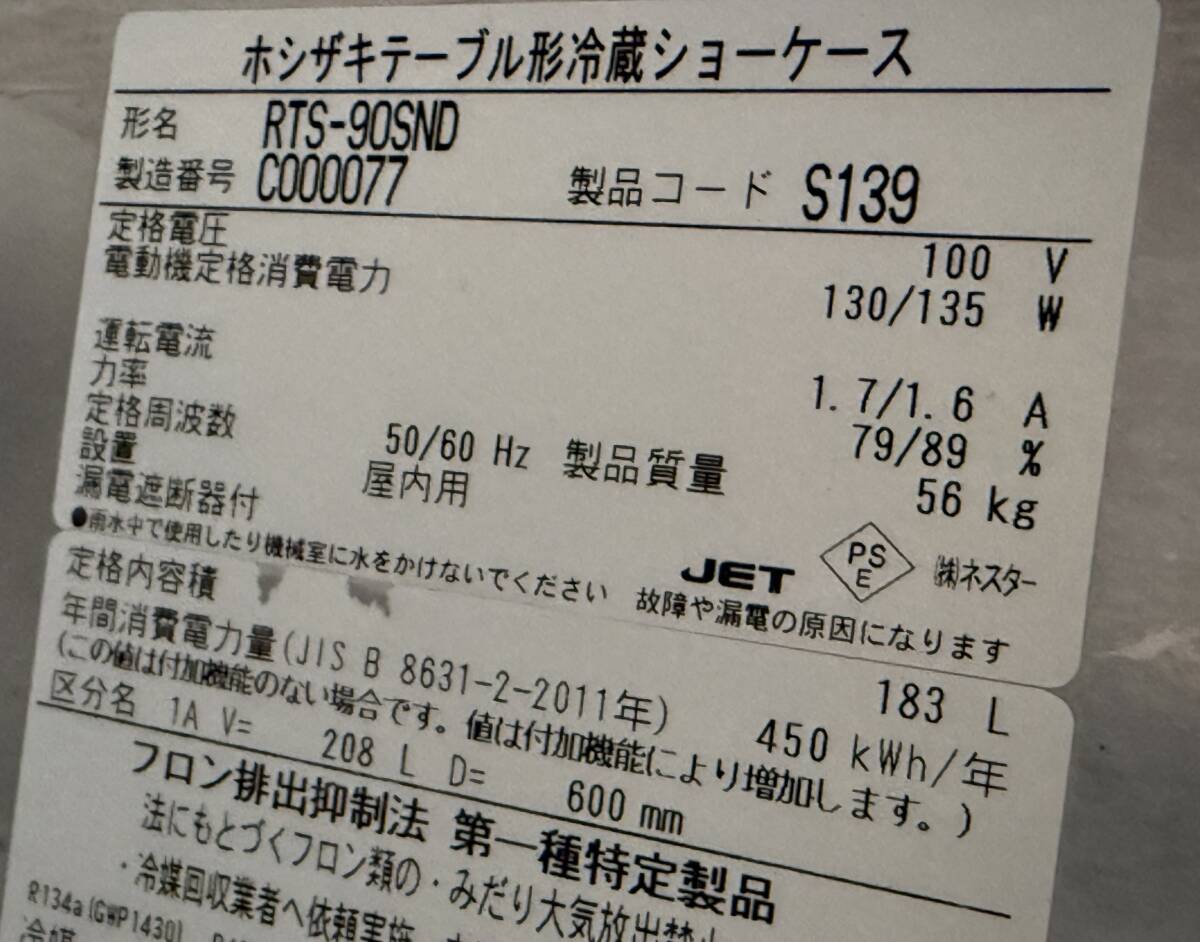 ホシザキテーブル形冷蔵ショーケース
形名 RTS-90SND
製造番号 C000077 製品コード S139
定格電圧 100 V
電動機定格消費電力 130/135 W
運転電流 1.7/1.6 A
力率 79/89 %
定格周波数 50/60 Hz 製品質量 56 kg
設置 屋内用
漏電遮断器付
JET PSE ㈱ネスター
●雨水中で使用したり機械室に水をかけないでください 故障や漏電の原因になります
定格内容積 183 L
年間消費電力量(JIS B 8631-2-2011年) 450 kWh/年
(この値は付加機能のない場合です。値は付加機能により増加します。)
区分名 1A V= 208 L D= 600 mm
フロン排出抑制法 第一種特定製品
法にもとづくフロン類の・みだり大気放出禁止
・冷媒回収業者へ依頼実施
R134a(GWP1430)
冷媒